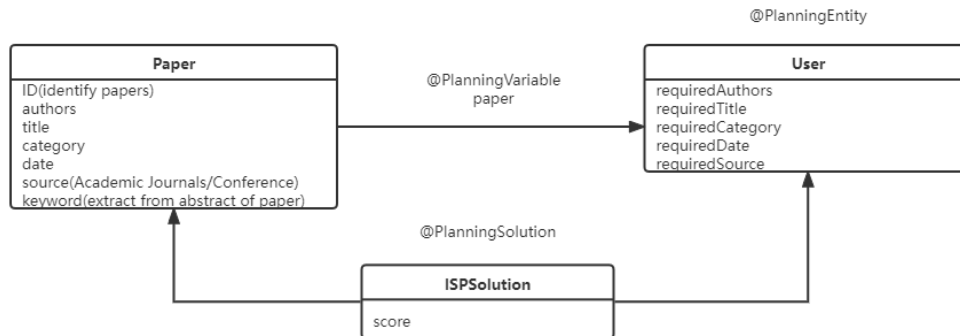 @PlanningEntity
Paper
ID(identify papers)
authors
title
category
date
source(Academic Journals/Conference)
keyword(extract from abstract of paper)
@PlanningVariable
paper
User
requiredAuthors
requiredTitle
requiredCategory
requiredDate
requiredSource
@PlanningSolution
ISPSolution
score